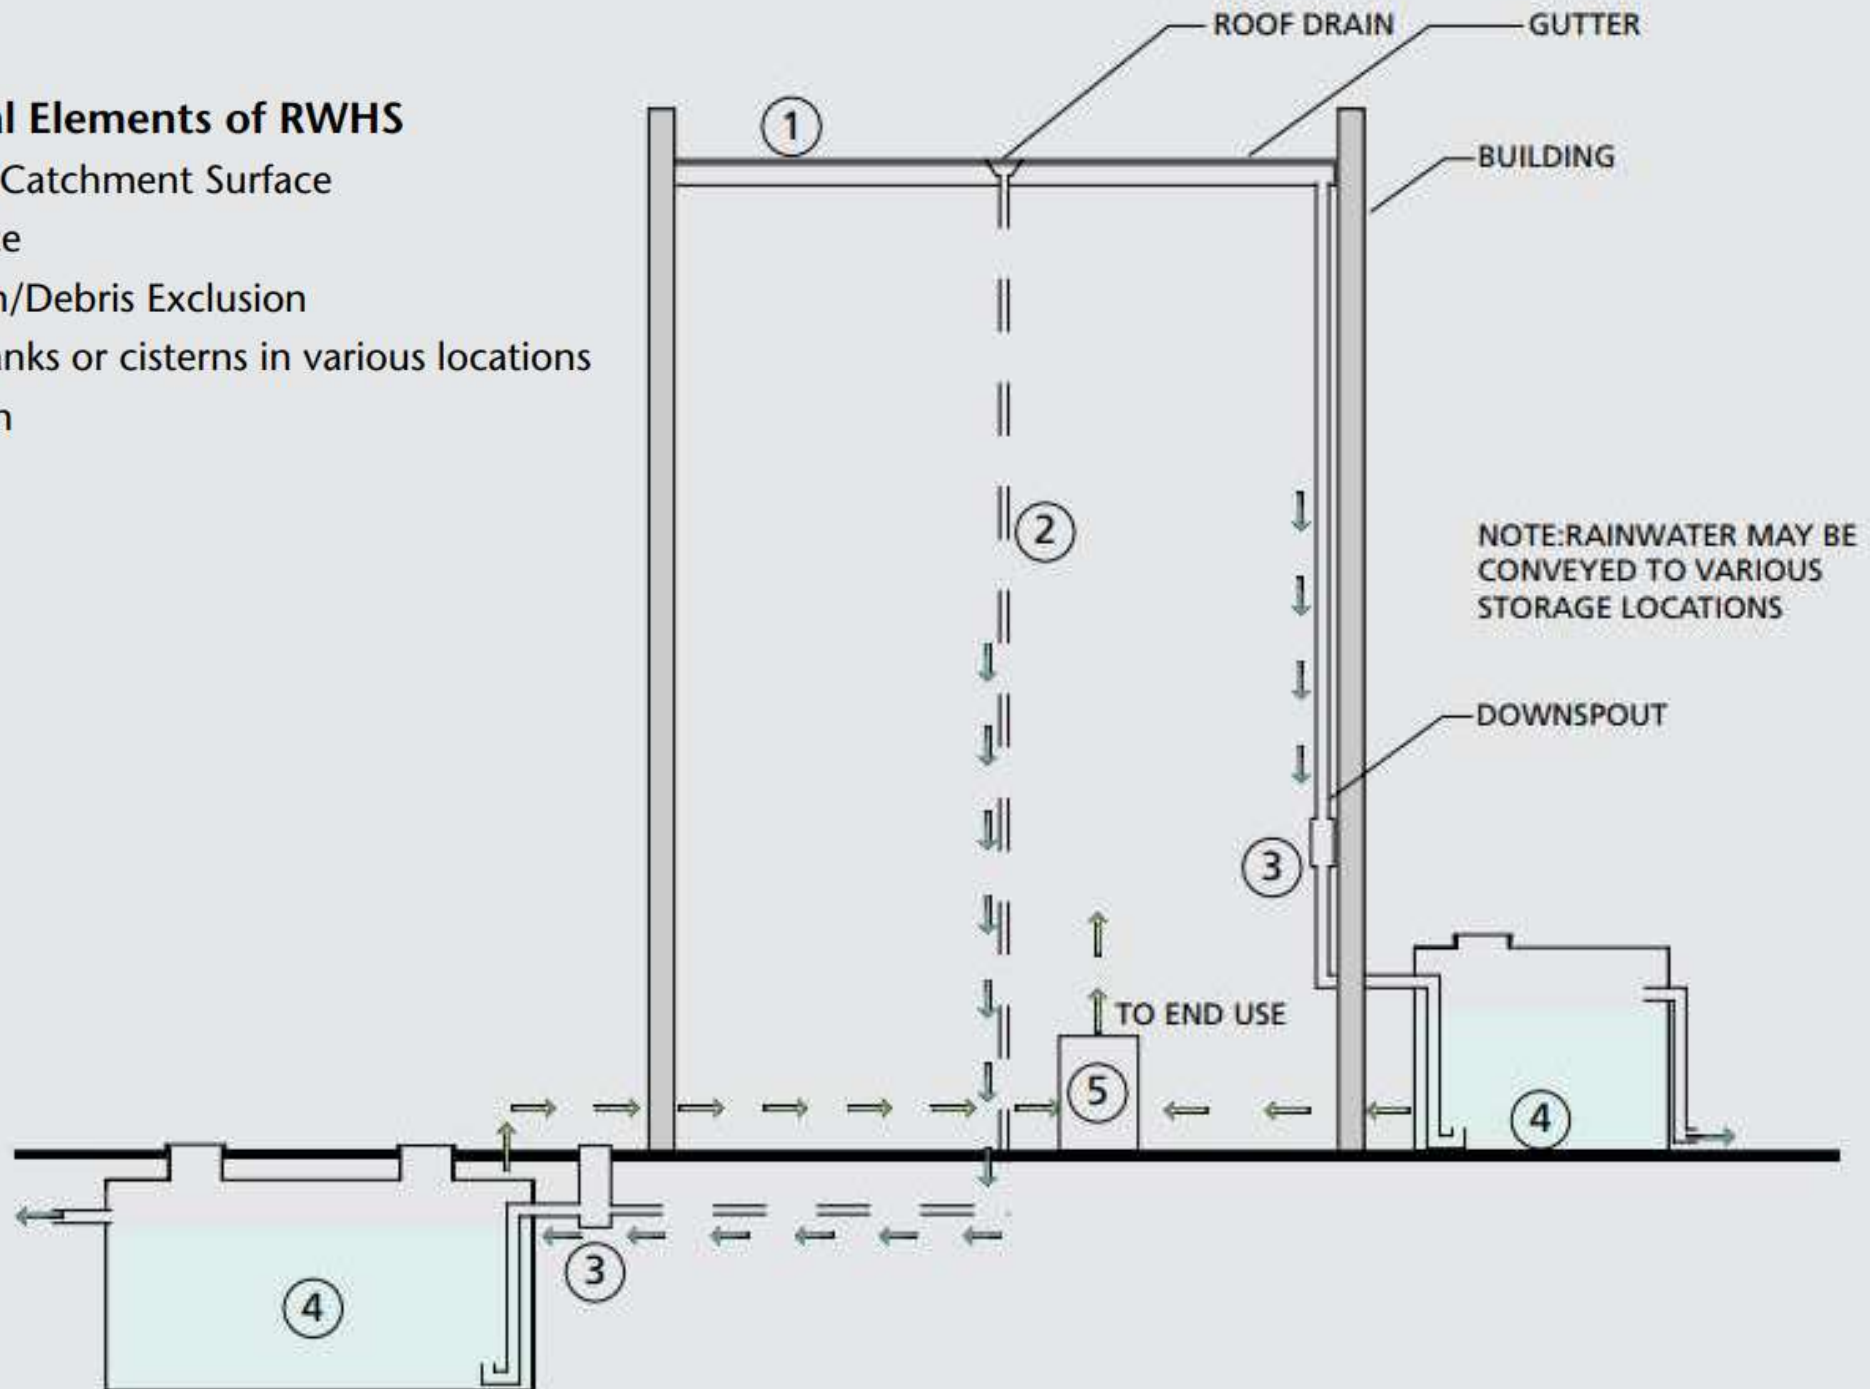 ROOF DRAIN
GUTTER
l Elements of RWHS
Catchment Surface
e
n/Debris Exclusion
anks or cisterns in various locations
n
1
BUILDING
2
NOTE:RAINWATER MAY BE
CONVEYED TO VARIOUS
STORAGE LOCATIONS
DOWNSPOUT
3
TO END USE
5
4
3
4